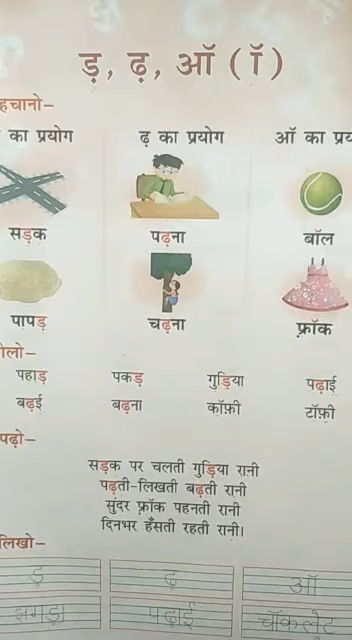 ड़, ढ़, ऑ (ॉ)
हचानो–
का प्रयोग ढ़ का प्रयोग ऑ का प्रय
सड़क पढ़ना बॉल
पापड़ चढ़ना फ़्रॉक
ोलो–
पहाड़ पकड़ गुड़िया पढ़ाई
बढ़ई बढ़ना कॉफ़ी टॉफ़ी
पढ़ो–
सड़क पर चलती गुड़िया रानी
पढ़ती-लिखती बढ़ती रानी
सुंदर फ़्रॉक पहनती रानी
दिनभर हँसती रहती रानी।
लिखो–
ड़ ढ़ ऑ
झगड़ा पढ़ाई चॉकलेट